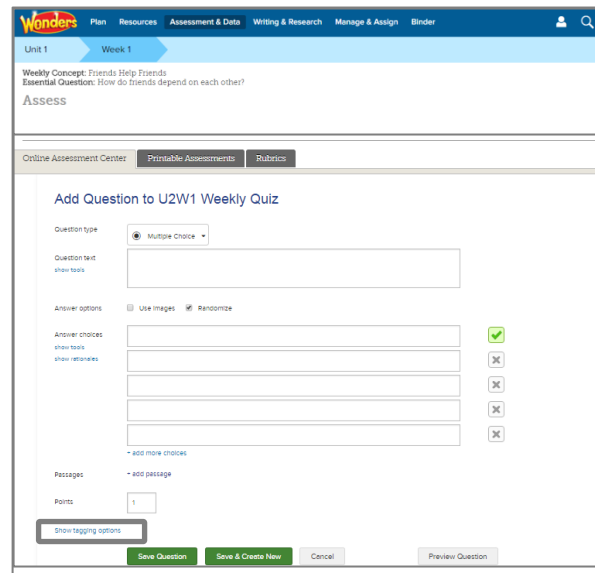 Wonders Plan Resources Assessment & Data Writing & Research Manage & Assign Binder
Unit 1 Week 1
Weekly Concept: Friends Help Friends
Essential Question: How do friends depend on each other?
Assess
Online Assessment Center Printable Assessments Rubrics
Add Question to U2W1 Weekly Quiz
Question type Multiple Choice
Question text
show tools
Answer options Use Images Randomize
Answer choices
show tools
show rationales
+ add more choices
Passages + add passage
Points 1
Show tagging options
Save Question Save & Create New Cancel Preview Question